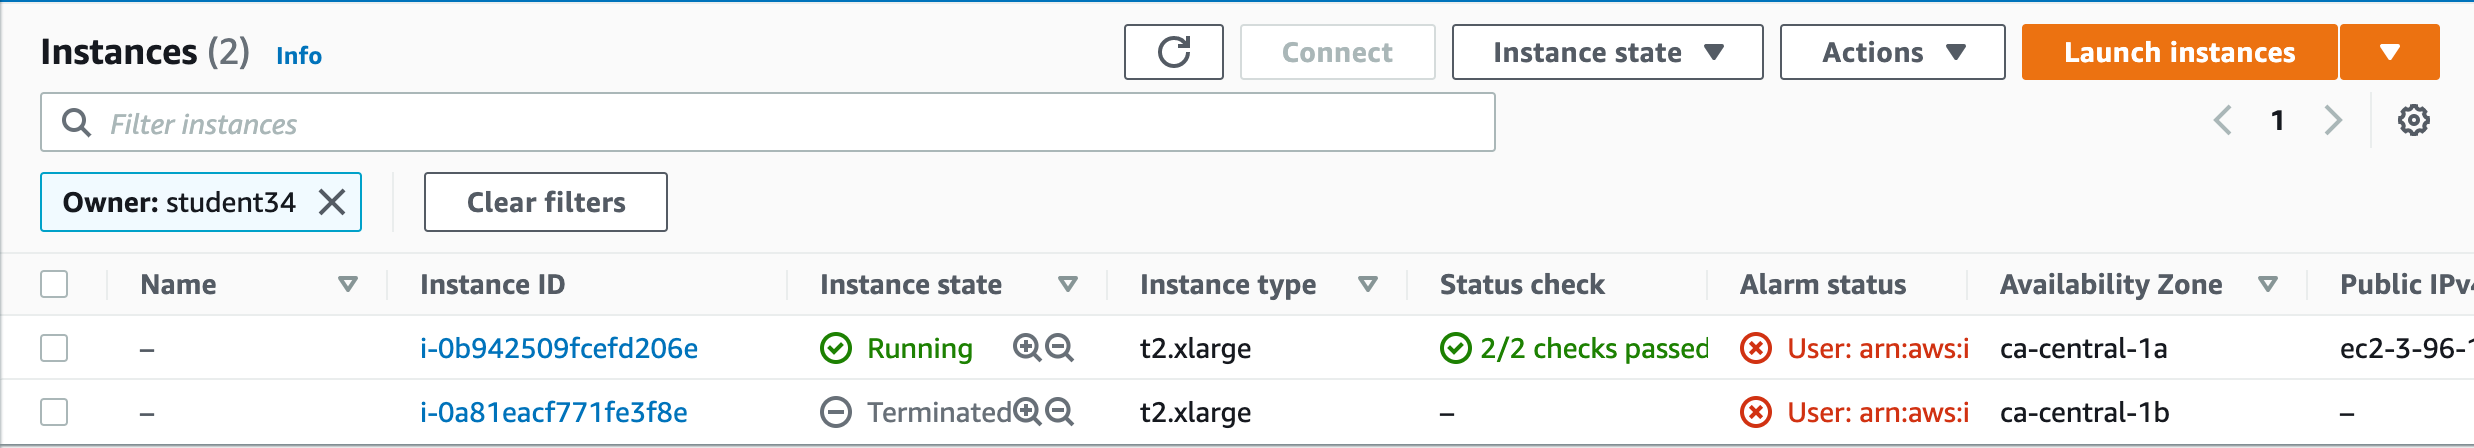 Instances (2) Info Connect Instance state Actions Launch instances
Filter instances 1
Owner: student34 Clear filters
Name Instance ID Instance state Instance type Status check Alarm status Availability Zone Public IPv4
– i-0b942509fcefd206e Running t2.xlarge 2/2 checks passed User: arn:aws:i ca-central-1a ec2-3-96-1
– i-0a81eacf771fe3f8e Terminated t2.xlarge – User: arn:aws:i ca-central-1b –